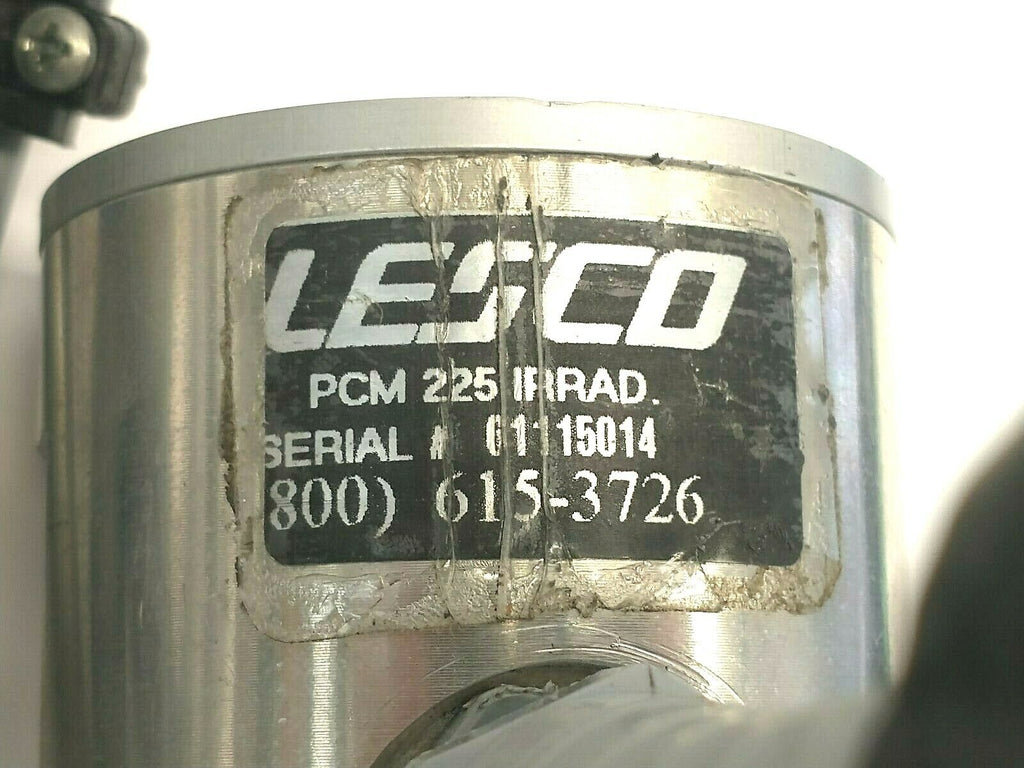 LESCO
PCM 225 IRRAD.
SERIAL # 01115014
800) 615-3726